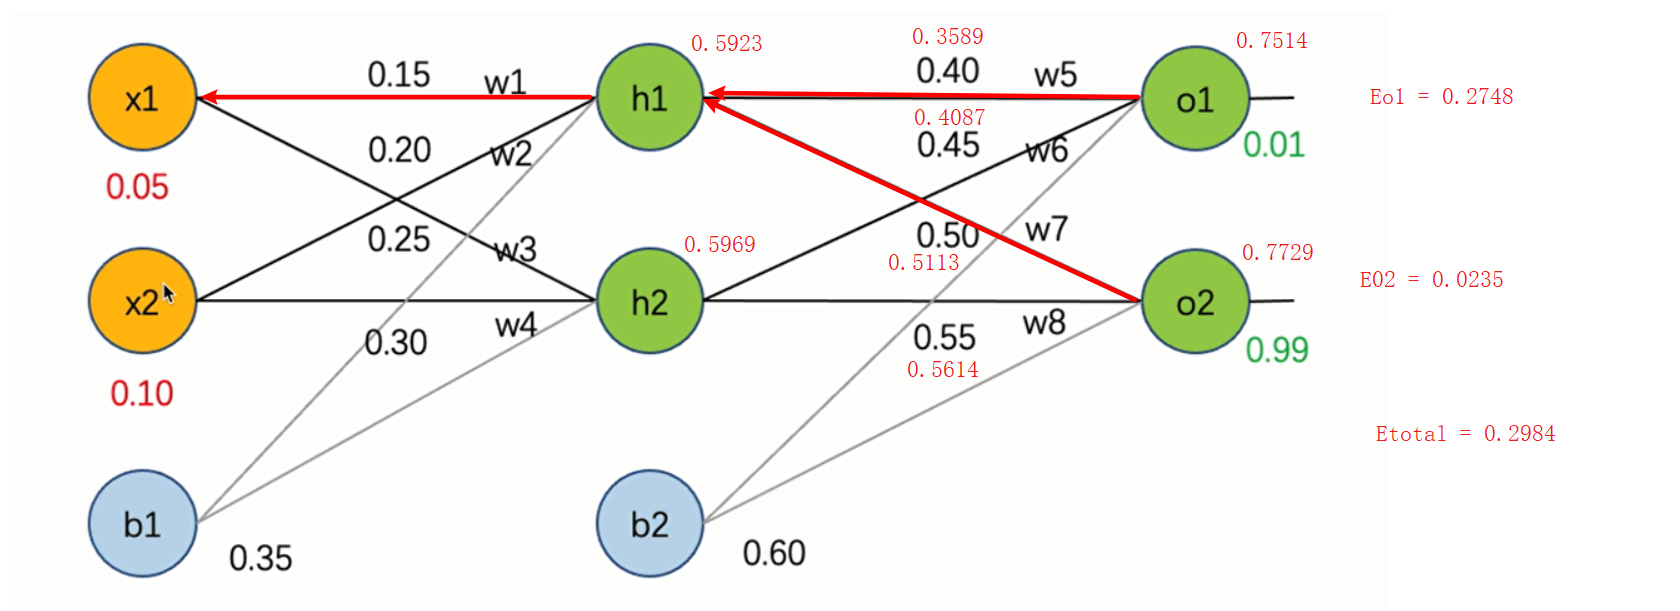 0.5923
0.3589
0.7514
x1
0.15
w1
h1
0.40
w5
o1
Eo1 = 0.2748
0.4087
0.20
w2
0.45
w6
0.01
0.05
0.25
w3
0.5969
0.50
w7
0.5113
0.7729
x2
h2
o2
EO2 = 0.0235
0.30
w4
0.55
w8
0.99
0.5614
0.10
Etotal = 0.2984
b1
0.35
b2
0.60